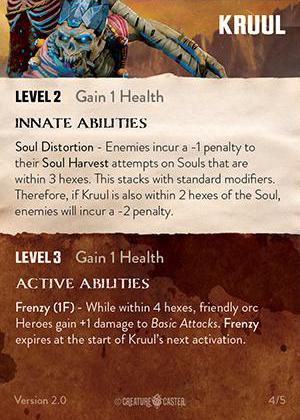 KRUUL
LEVEL 2 Gain 1 Health
INNATE ABILITIES
Soul Distortion - Enemies incur a -1 penalty to
their Soul Harvest attempts on Souls that are
within 3 hexes. This stacks with standard modifiers.
Therefore, if Kruul is also within 2 hexes of the Soul,
enemies will incur a -2 penalty.
LEVEL 3 Gain 1 Health
ACTIVE ABILITIES
Frenzy (1F) - While within 4 hexes, friendly orc
Heroes gain +1 damage to Basic Attacks. Frenzy
expires at the start of Kruul's next activation.
Version 2.0 © CREATURE CASTER 4/5